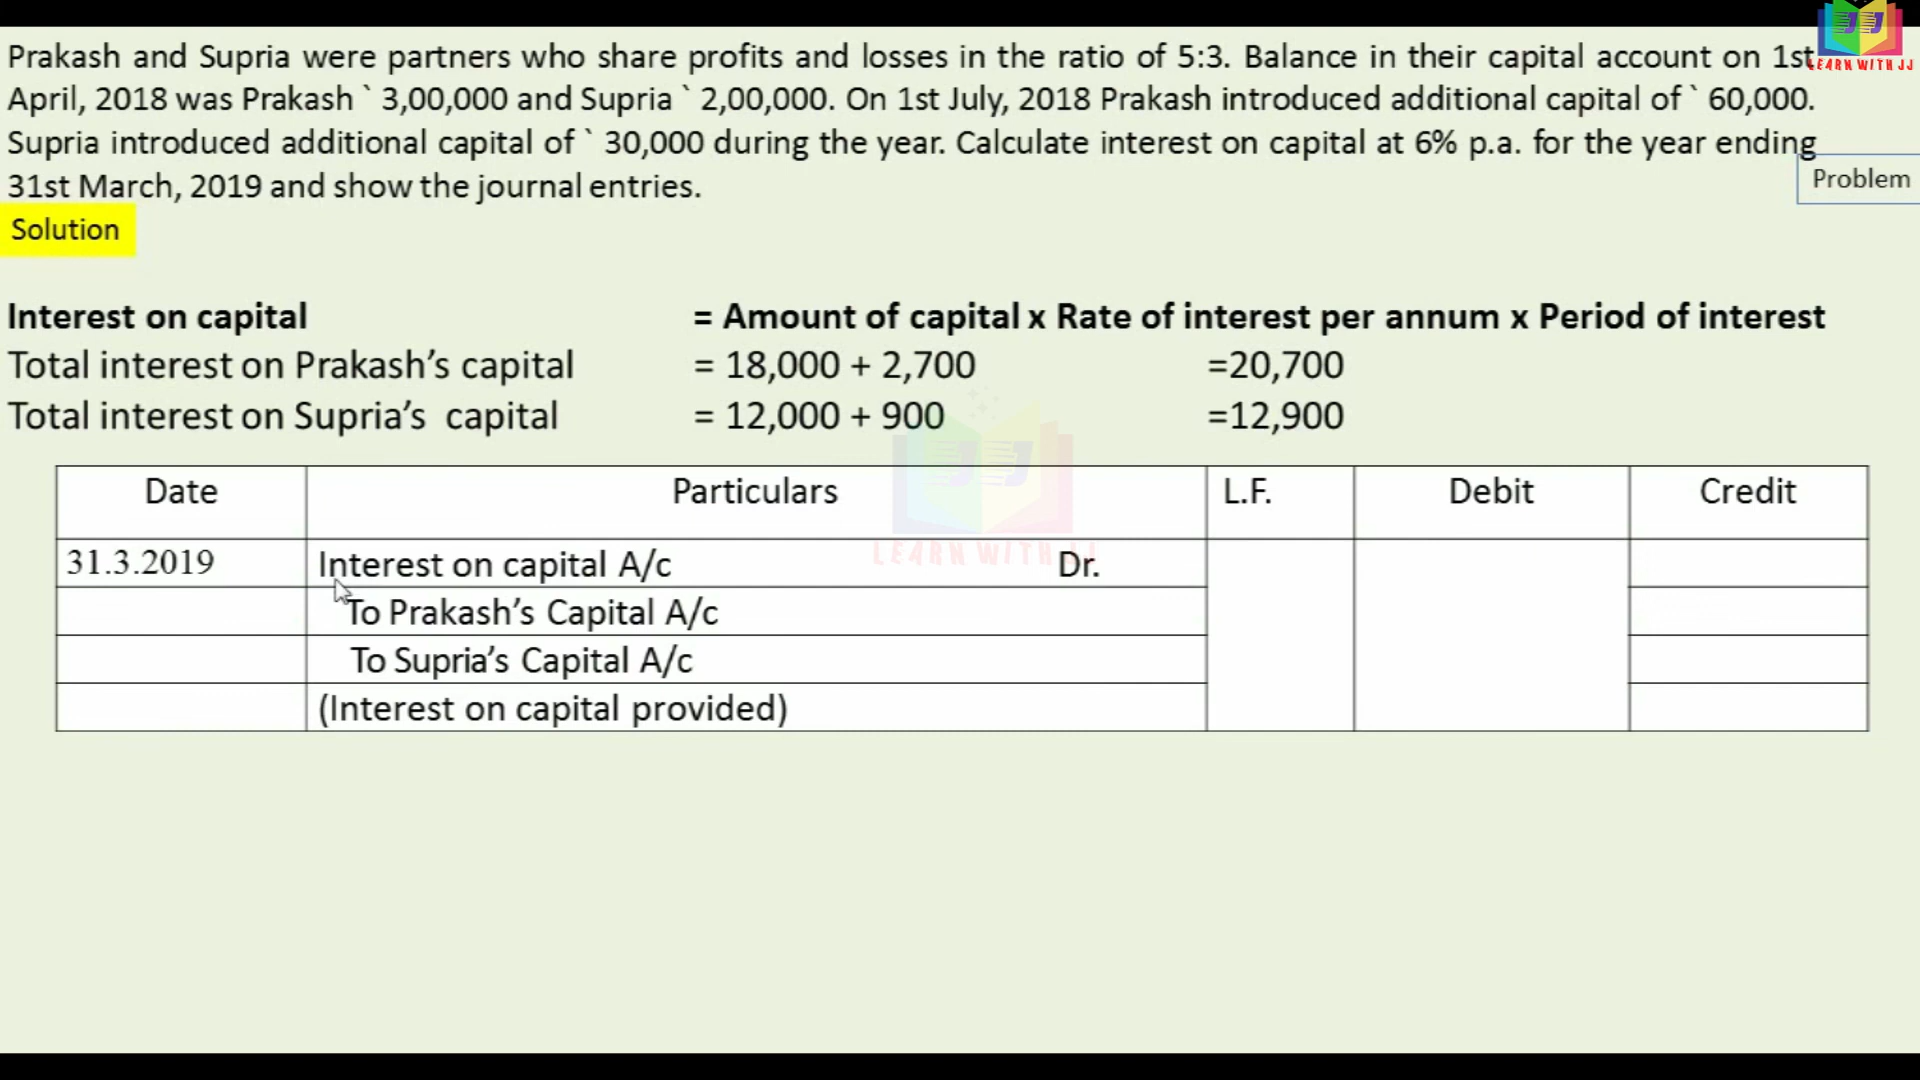 Prakash and Supria were partners who share profits and losses in the ratio of 5:3. Balance in their capital account on 1st
April, 2018 was Prakash ` 3,00,000 and Supria ` 2,00,000. On 1st July, 2018 Prakash introduced additional capital of ` 60,000.
Supria introduced additional capital of ` 30,000 during the year. Calculate interest on capital at 6% p.a. for the year ending
31st March, 2019 and show the journal entries.
LEARN WITH JJ
Problem
Solution
Interest on capital = Amount of capital x Rate of interest per annum x Period of interest
Total interest on Prakash’s capital = 18,000 + 2,700 =20,700
Total interest on Supria’s capital = 12,000 + 900 =12,900
Date Particulars L.F. Debit Credit
LEARN WITH JJ
31.3.2019 Interest on capital A/c Dr.
To Prakash’s Capital A/c
To Supria’s Capital A/c
(Interest on capital provided)